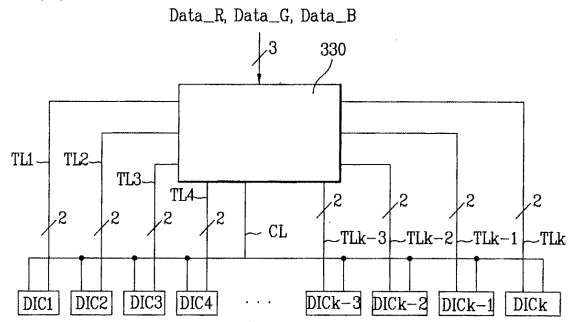 Data_R, Data_G, Data_B
3
330
TL1
TL2
TL3
TL4
2
2
2
2
CL
2
2
2
2
TLk-3
TLk-2
TLk-1
TLk
DIC1
DIC2
DIC3
DIC4
· · ·
DICk-3
DICk-2
DICk-1
DICk